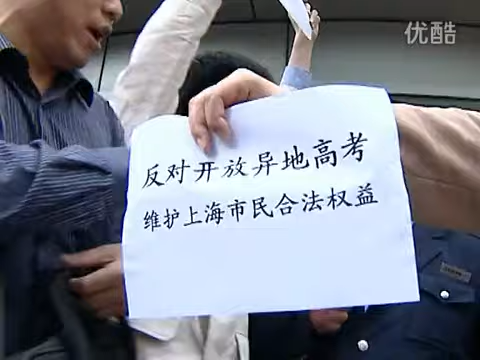 优酷
反对开放异地高考
维护上海市民合法权益